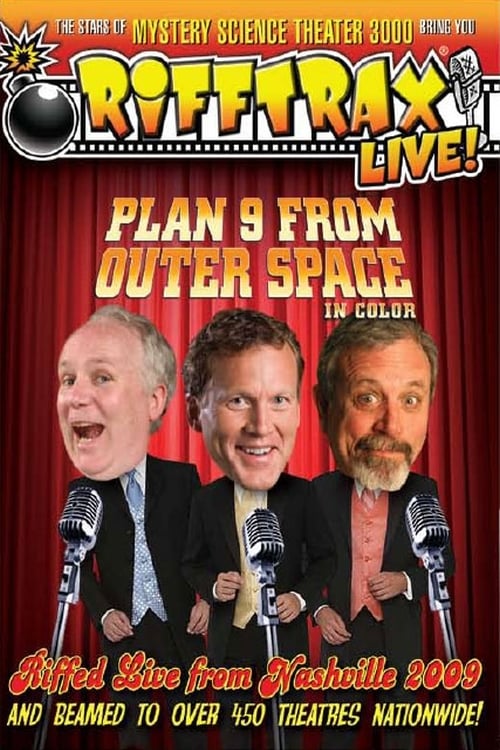 THE STARS OF MYSTERY SCIENCE THEATER 3000 BRING YOU
RIFFTRAX®
LIVE!
PLAN 9 FROM
OUTER SPACE
IN COLOR
Riffed Live from Nashville 2009
AND BEAMED TO OVER 450 THEATRES NATIONWIDE!